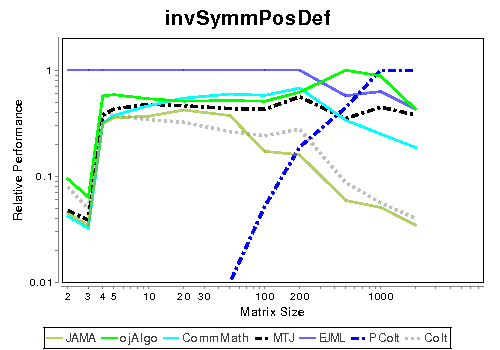 invSymmPosDef
Relative Performance
1
0.1
0.01
2 3 4 5 10 20 30 100 200 1000
Matrix Size
JAMA ojAlgo CommMath MTJ EJML PColt Colt